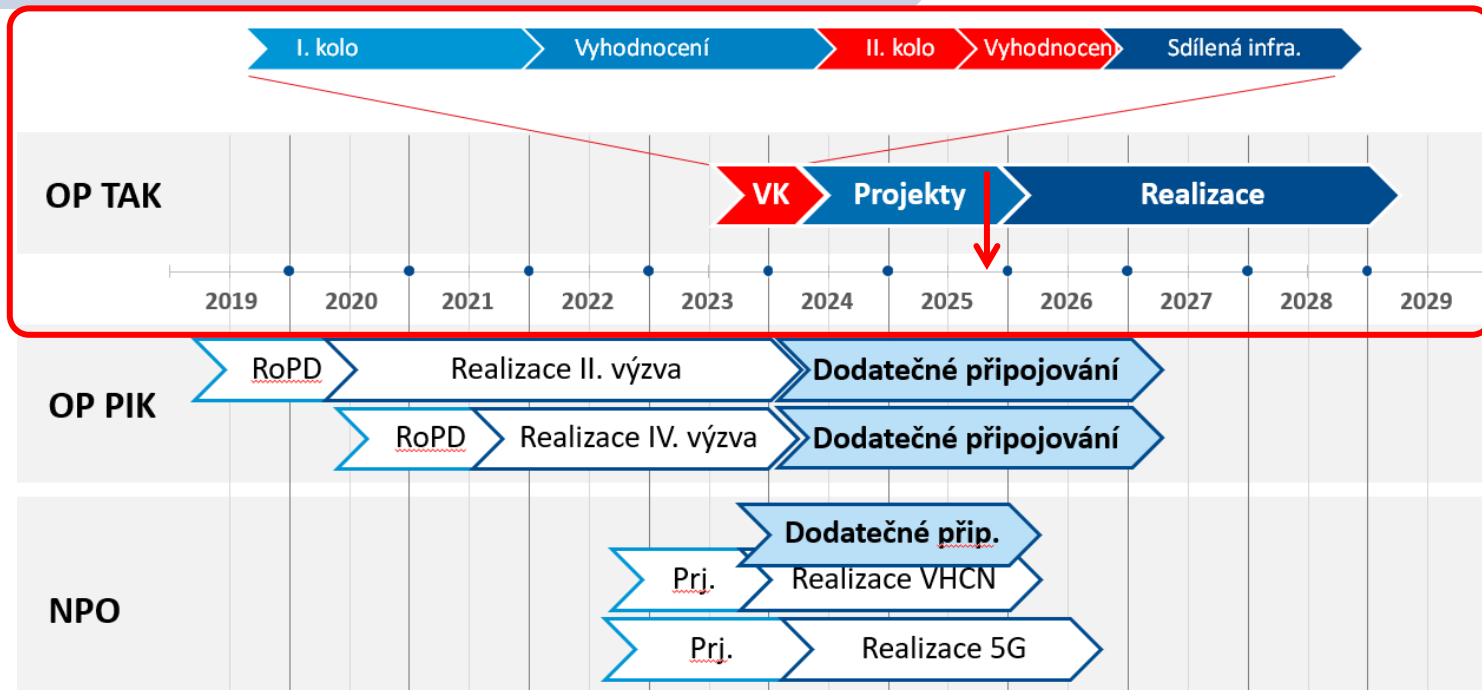 I. kolo
Vyhodnocení
II. kolo
Vyhodnocení
Sdílená infra.
OP TAK
VK
Projekty
Realizace
2019 2020 2021 2022 2023 2024 2025 2026 2027 2028 2029
OP PIK
RoPD
Realizace II. výzva
Dodatečné připojování
RoPD
Realizace IV. výzva
Dodatečné připojování
NPO
Dodatečné přip.
Prj.
Realizace VHCN
Prj.
Realizace 5G